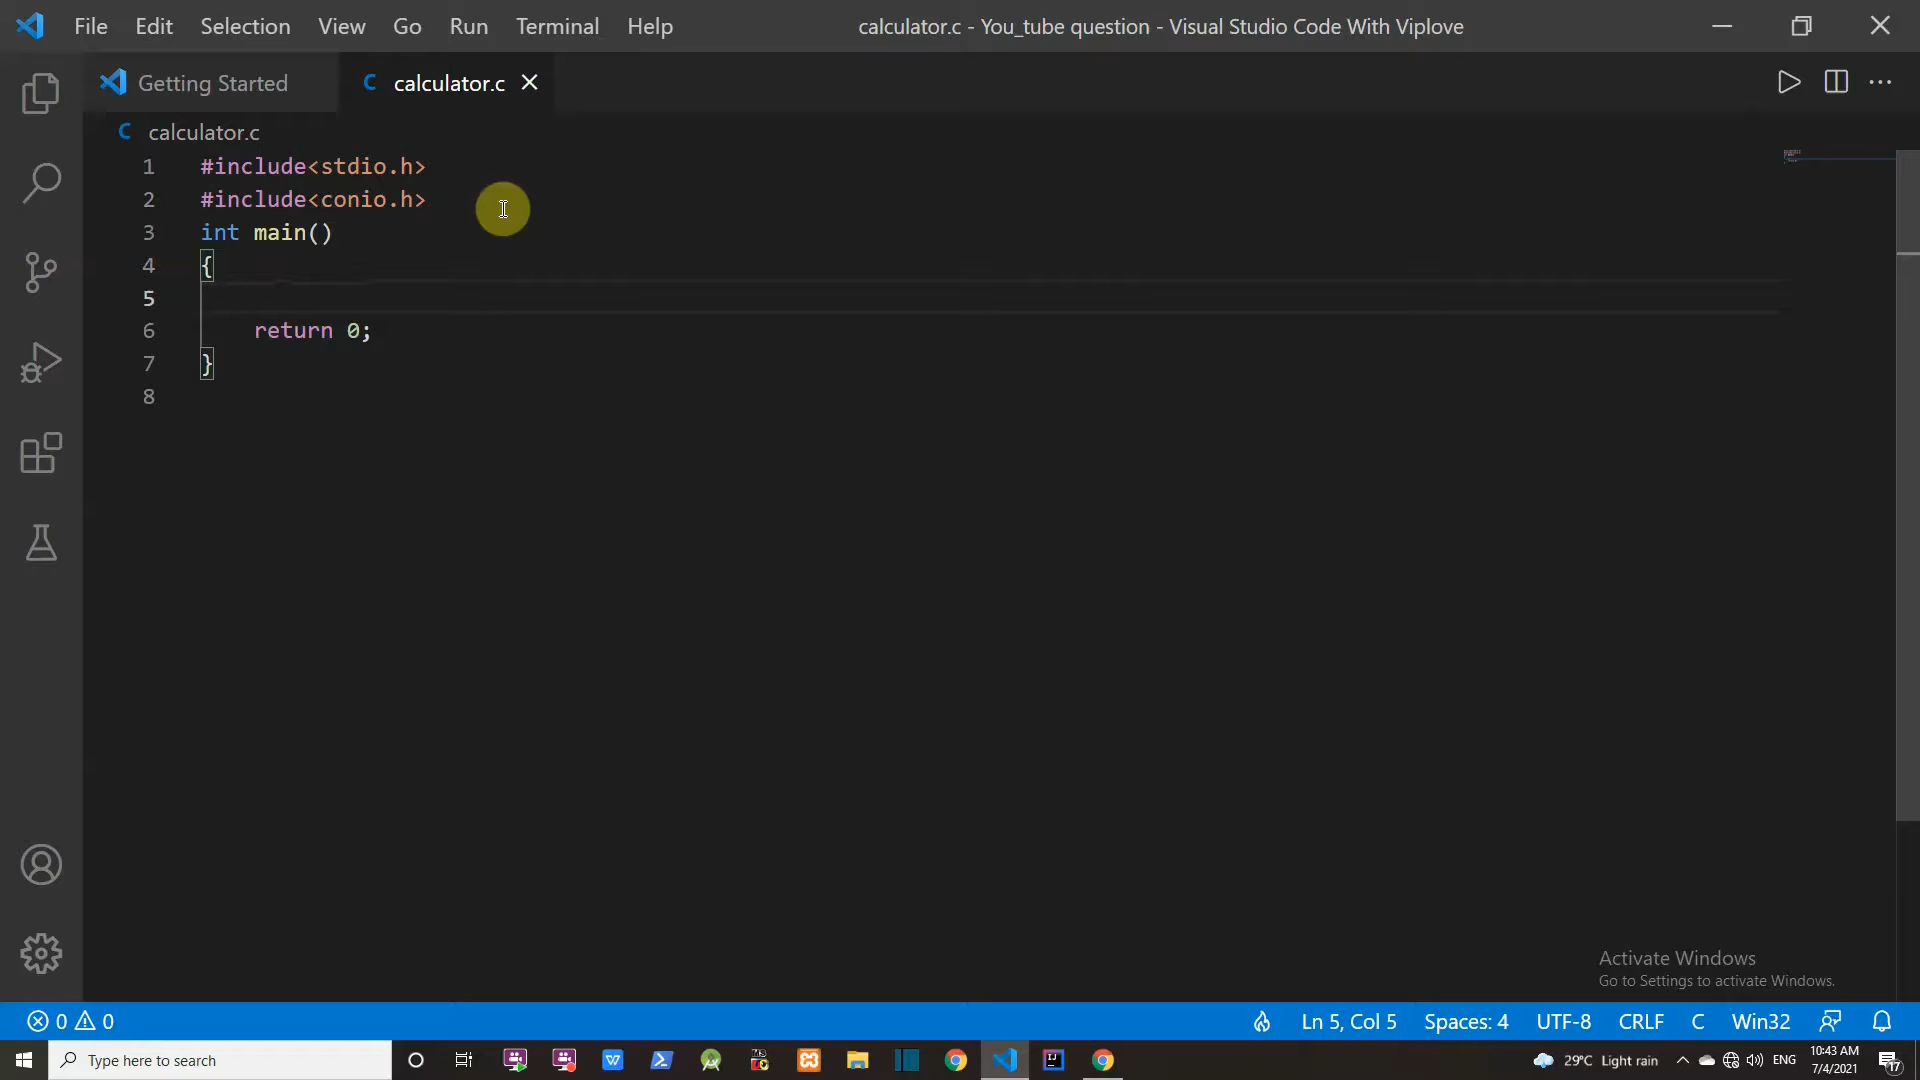 File Edit Selection View Go Run Terminal Help calculator.c - You_tube question - Visual Studio Code With Viplove
Getting Started C calculator.c
C calculator.c
1 #include<stdio.h>
2 #include<conio.h>
3 int main()
4 {
5
6 return 0;
7 }
8
Activate Windows
Go to Settings to activate Windows.
0 0 Ln 5, Col 5 Spaces: 4 UTF-8 CRLF C Win32
Type here to search 29°C Light rain ENG 10:43 AM
7/4/2021
17